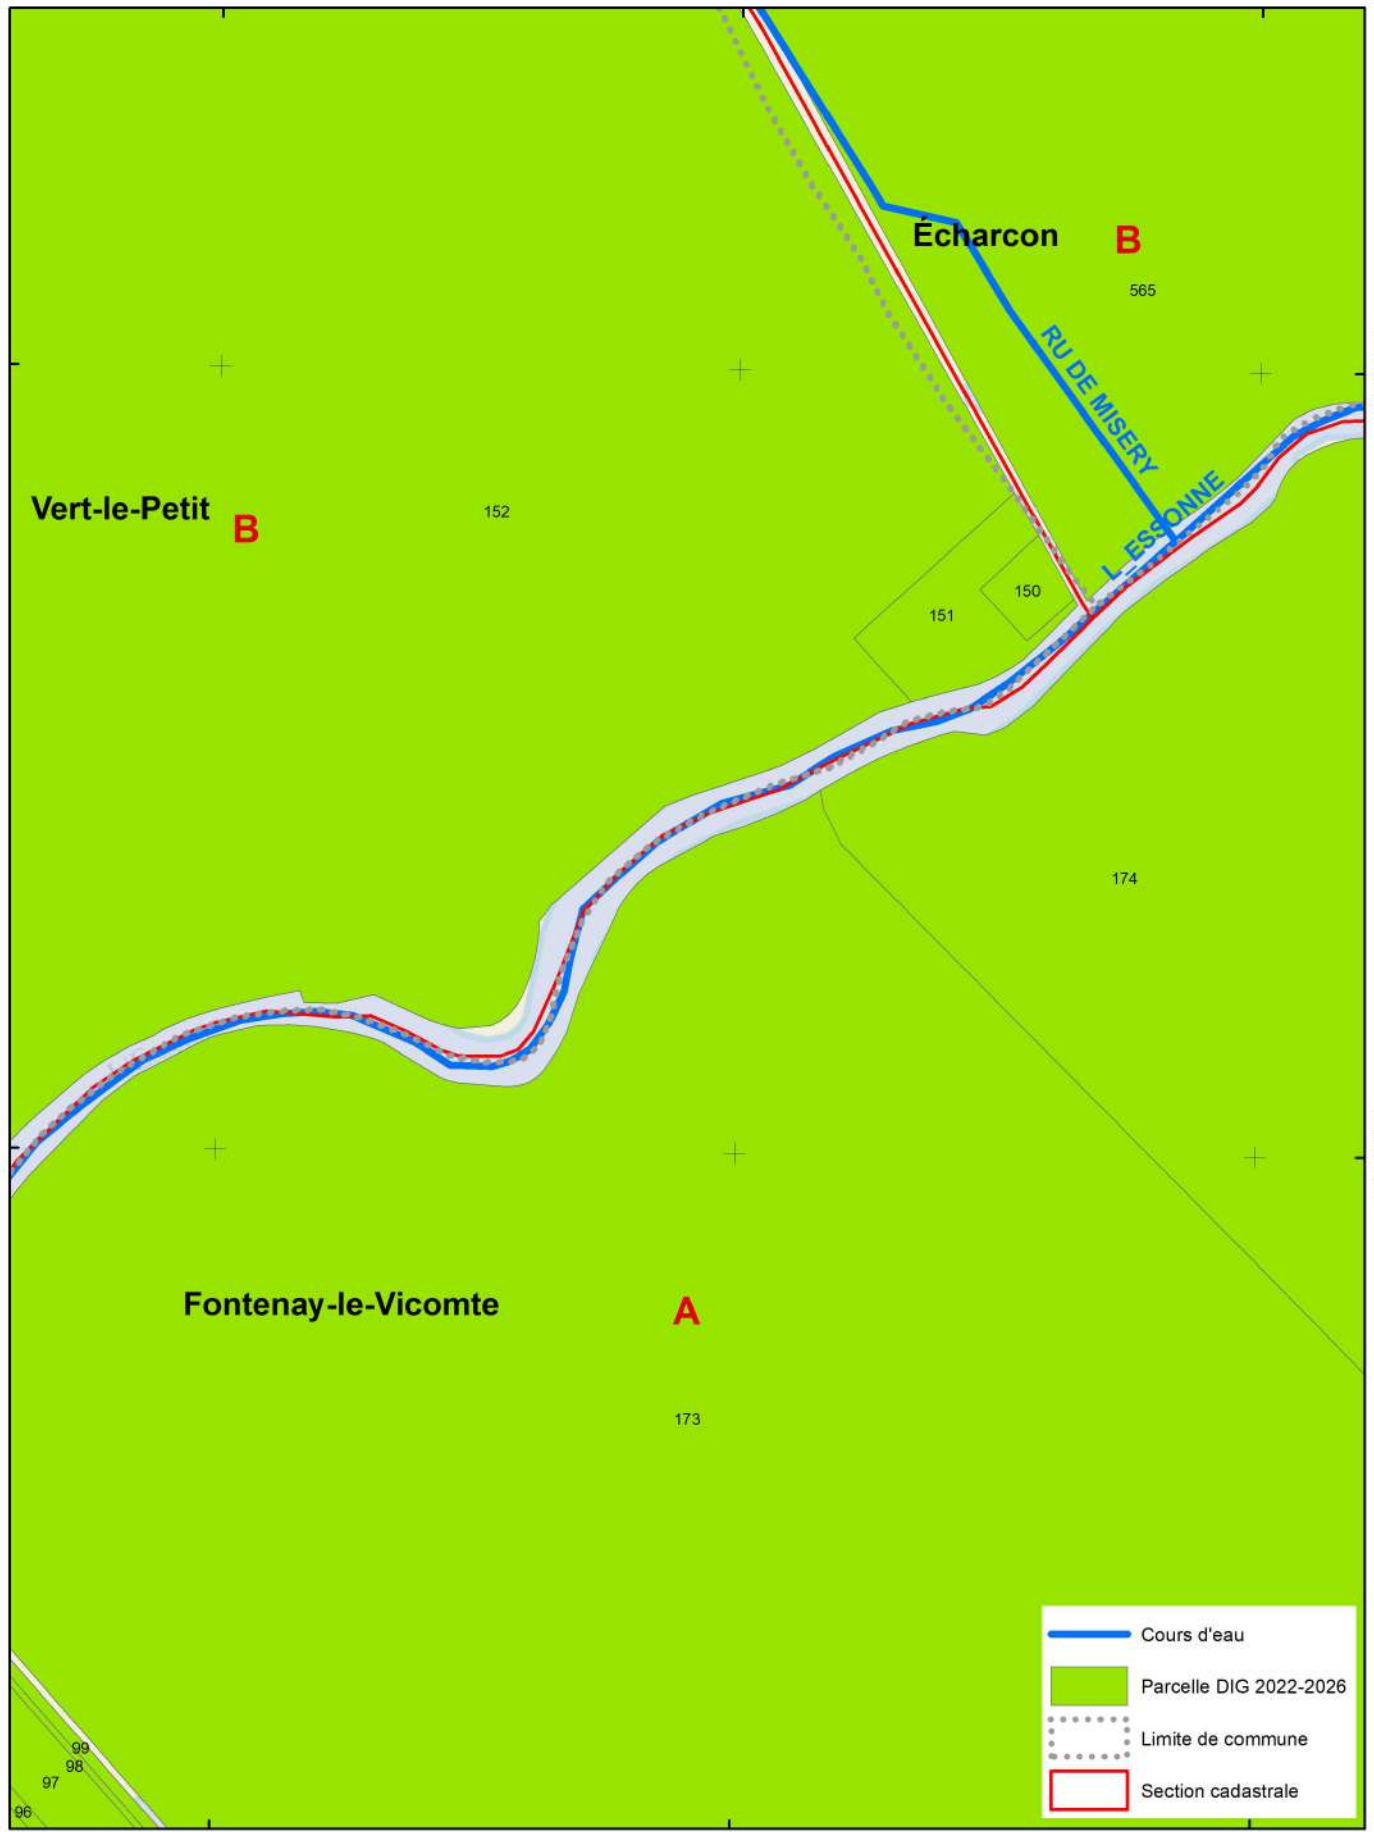 Écharcon
B
565
RU DE MISERY
L_ESSONNE
Vert-le-Petit
B
152
150
151
174
Fontenay-le-Vicomte
A
173
99
98
97
96
Cours d'eau
Parcelle DIG 2022-2026
Limite de commune
Section cadastrale